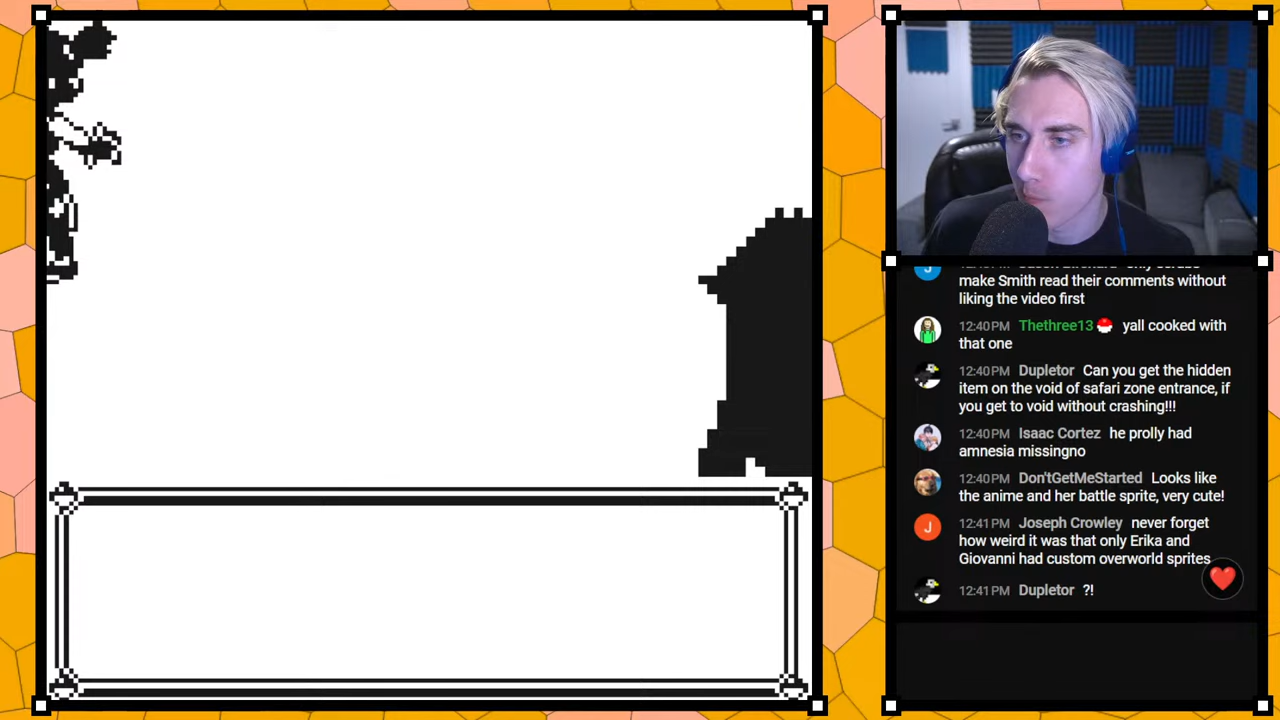 make Smith read their comments without
liking the video first
12:40PM Thethree13 yall cooked with
that one
12:40PM Dupletor Can you get the hidden
item on the void of safari zone entrance, if
you get to void without crashing!!!
12:40PM Isaac Cortez he prolly had
amnesia missingno
12:40PM Don'tGetMeStarted Looks like
the anime and her battle sprite, very cute!
12:41PM Joseph Crowley never forget
how weird it was that only Erika and
Giovanni had custom overworld sprites
12:41PM Dupletor ?!